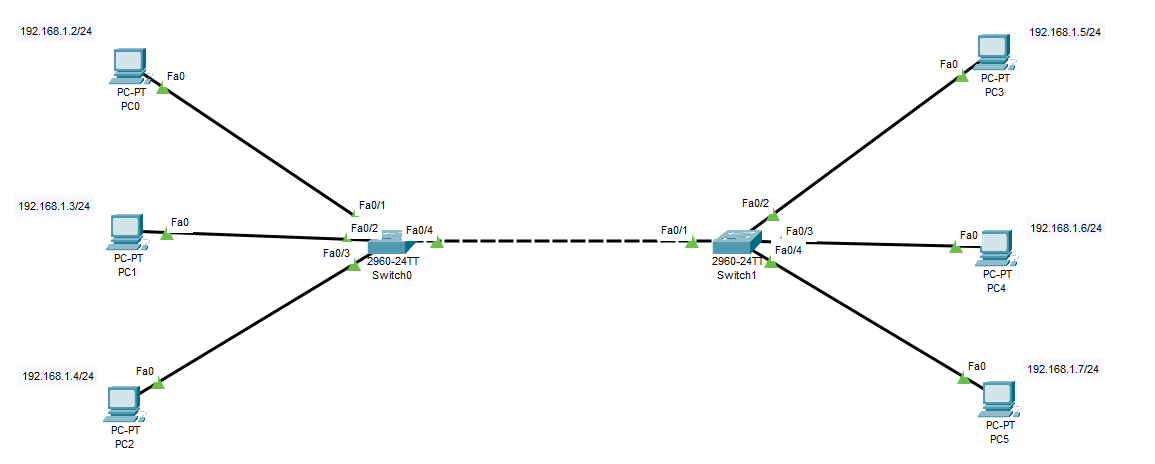 192.168.1.2/24
Fa0
PC-PT
PC0
192.168.1.3/24
Fa0
PC-PT
PC1
192.168.1.4/24
Fa0
PC-PT
PC2
Fa0/1
Fa0/2
Fa0/4
Fa0/3
2960-24TT
Switch0
Fa0/1
Fa0/2
Fa0/3
Fa0/4
2960-24TT
Switch1
192.168.1.5/24
Fa0
PC-PT
PC3
192.168.1.6/24
Fa0
PC-PT
PC4
192.168.1.7/24
Fa0
PC-PT
PC5